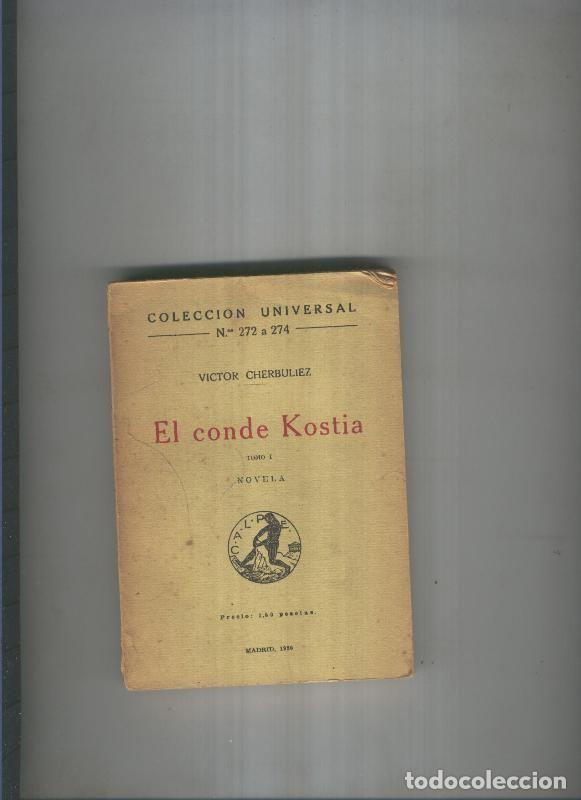 COLECCION UNIVERSAL
N.os 272 a 274
VICTOR CHERBULIEZ
El conde Kostia
TOMO I
NOVELA
C·A·L·P·E
Precio: 1,50 pesetas.
MADRID, 1920
todocoleccion